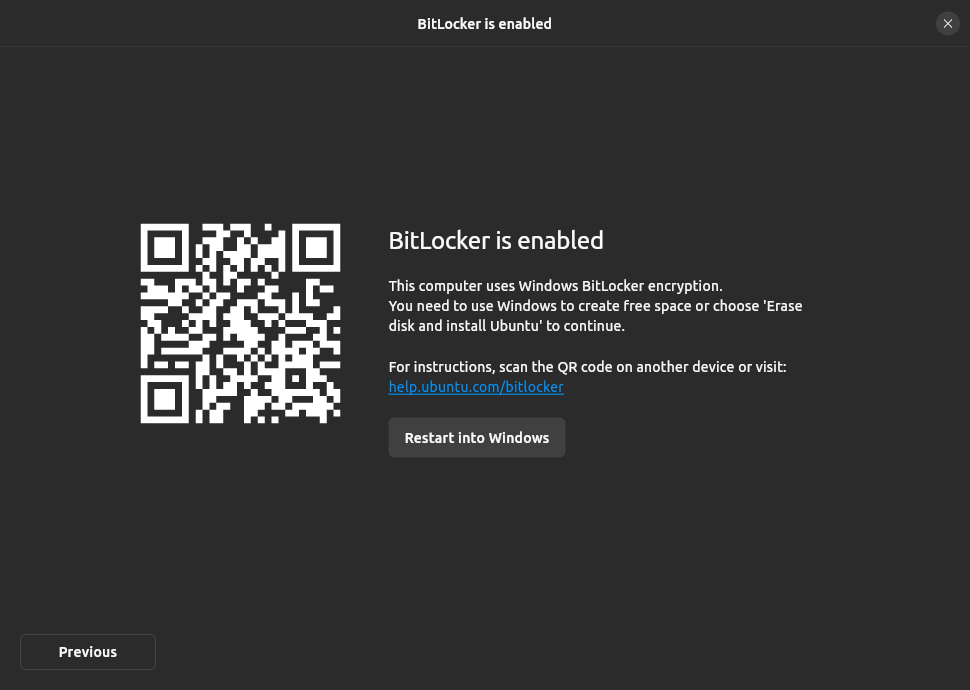 BitLocker is enabled
BitLocker is enabled
This computer uses Windows BitLocker encryption.
You need to use Windows to create free space or choose 'Erase
disk and install Ubuntu' to continue.
For instructions, scan the QR code on another device or visit:
help.ubuntu.com/bitlocker
Restart into Windows
Previous